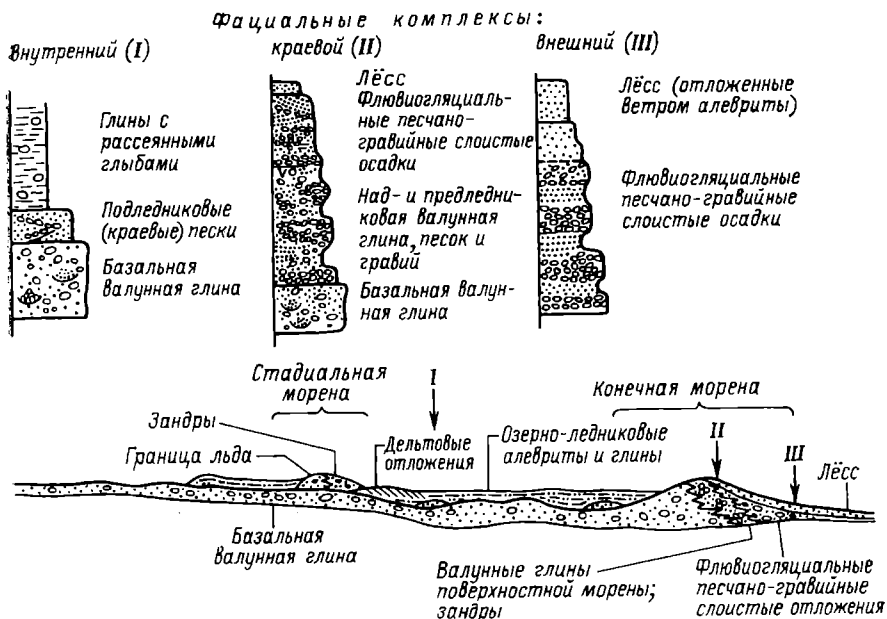 Фациальные комплексы:
Внутренний (I)
краевой (II)
внешний (III)
Глины с
рассеянными
глыбами
Подледниковые
(краевые) пески
Базальная
валунная глина
Лёсс
Флювиогляциаль-
ные песчано-
гравийные слоистые
осадки
Над- и предледни-
ковая валунная
глина, песок и
гравий
Базальная валун-
ная глина
Лёсс (отложенные
ветром алевриты)
Флювиогляциальные
песчано-гравийные
слоистые осадки
Стадиальная
морена
I
Конечная морена
Зандры
Граница льда
Дельтовые
отложения
Озерно-ледниковые
алевриты и глины
II
III
Лёсс
Базальная
валунная глина
Валунные глины
поверхностной морены;
зандры
Флювиогляциальные
песчано-гравийные
слоистые отложения